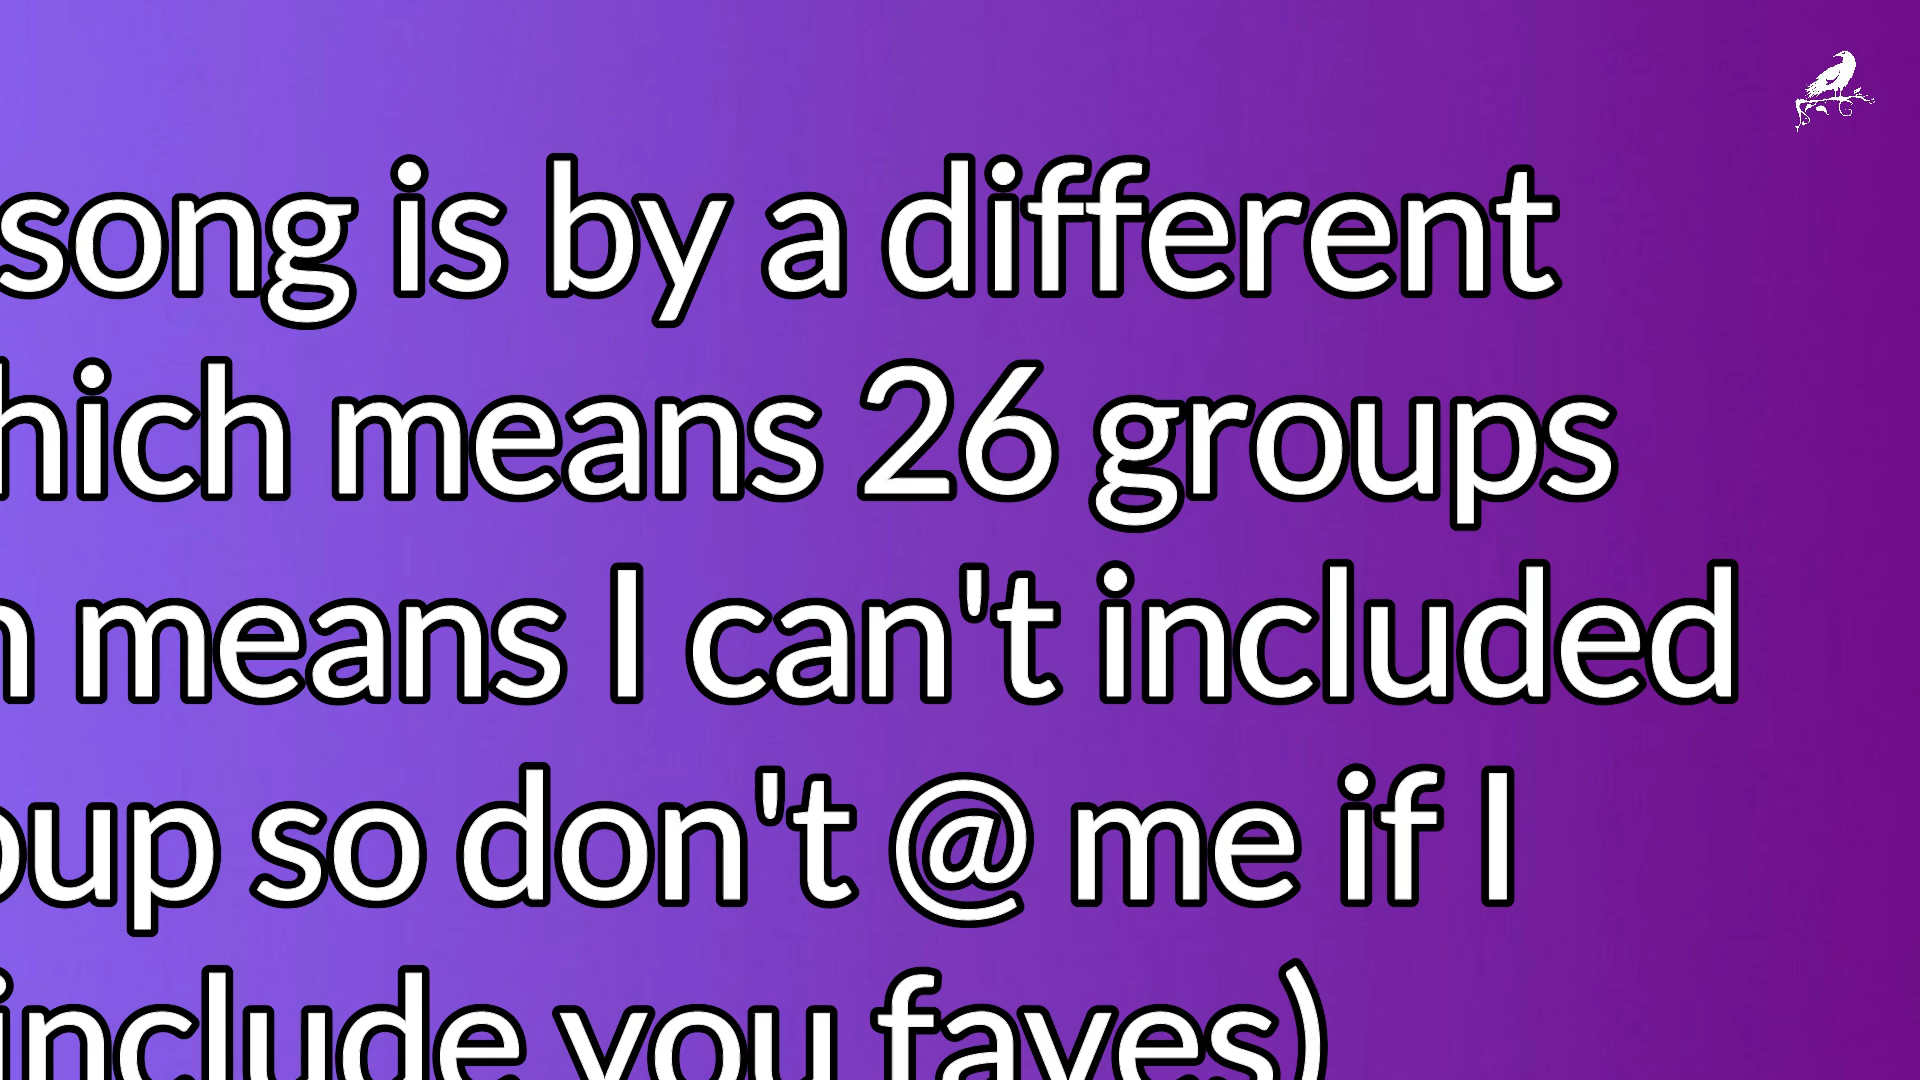 song is by a different
hich means 26 groups
means I can't included
oup so don't @ me if I
include you faves)